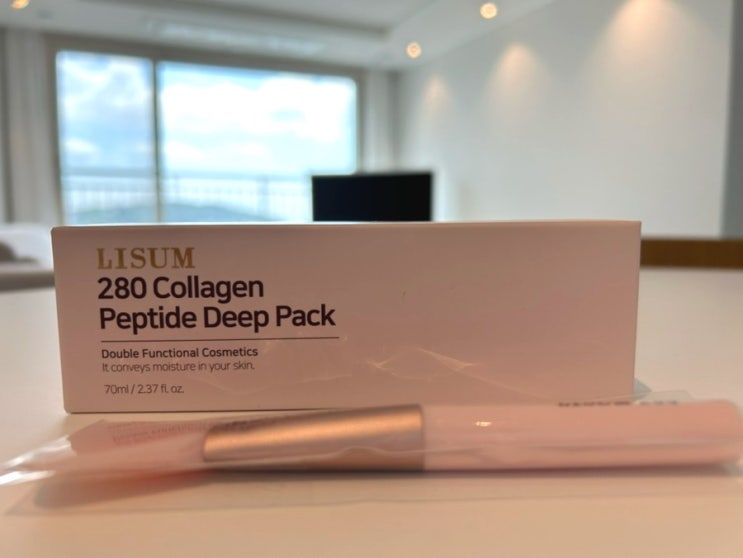 LISUM
280 Collagen
Peptide Deep Pack
Double Functional Cosmetics
It conveys moisture in your skin.
70ml / 2.37 fl. oz.